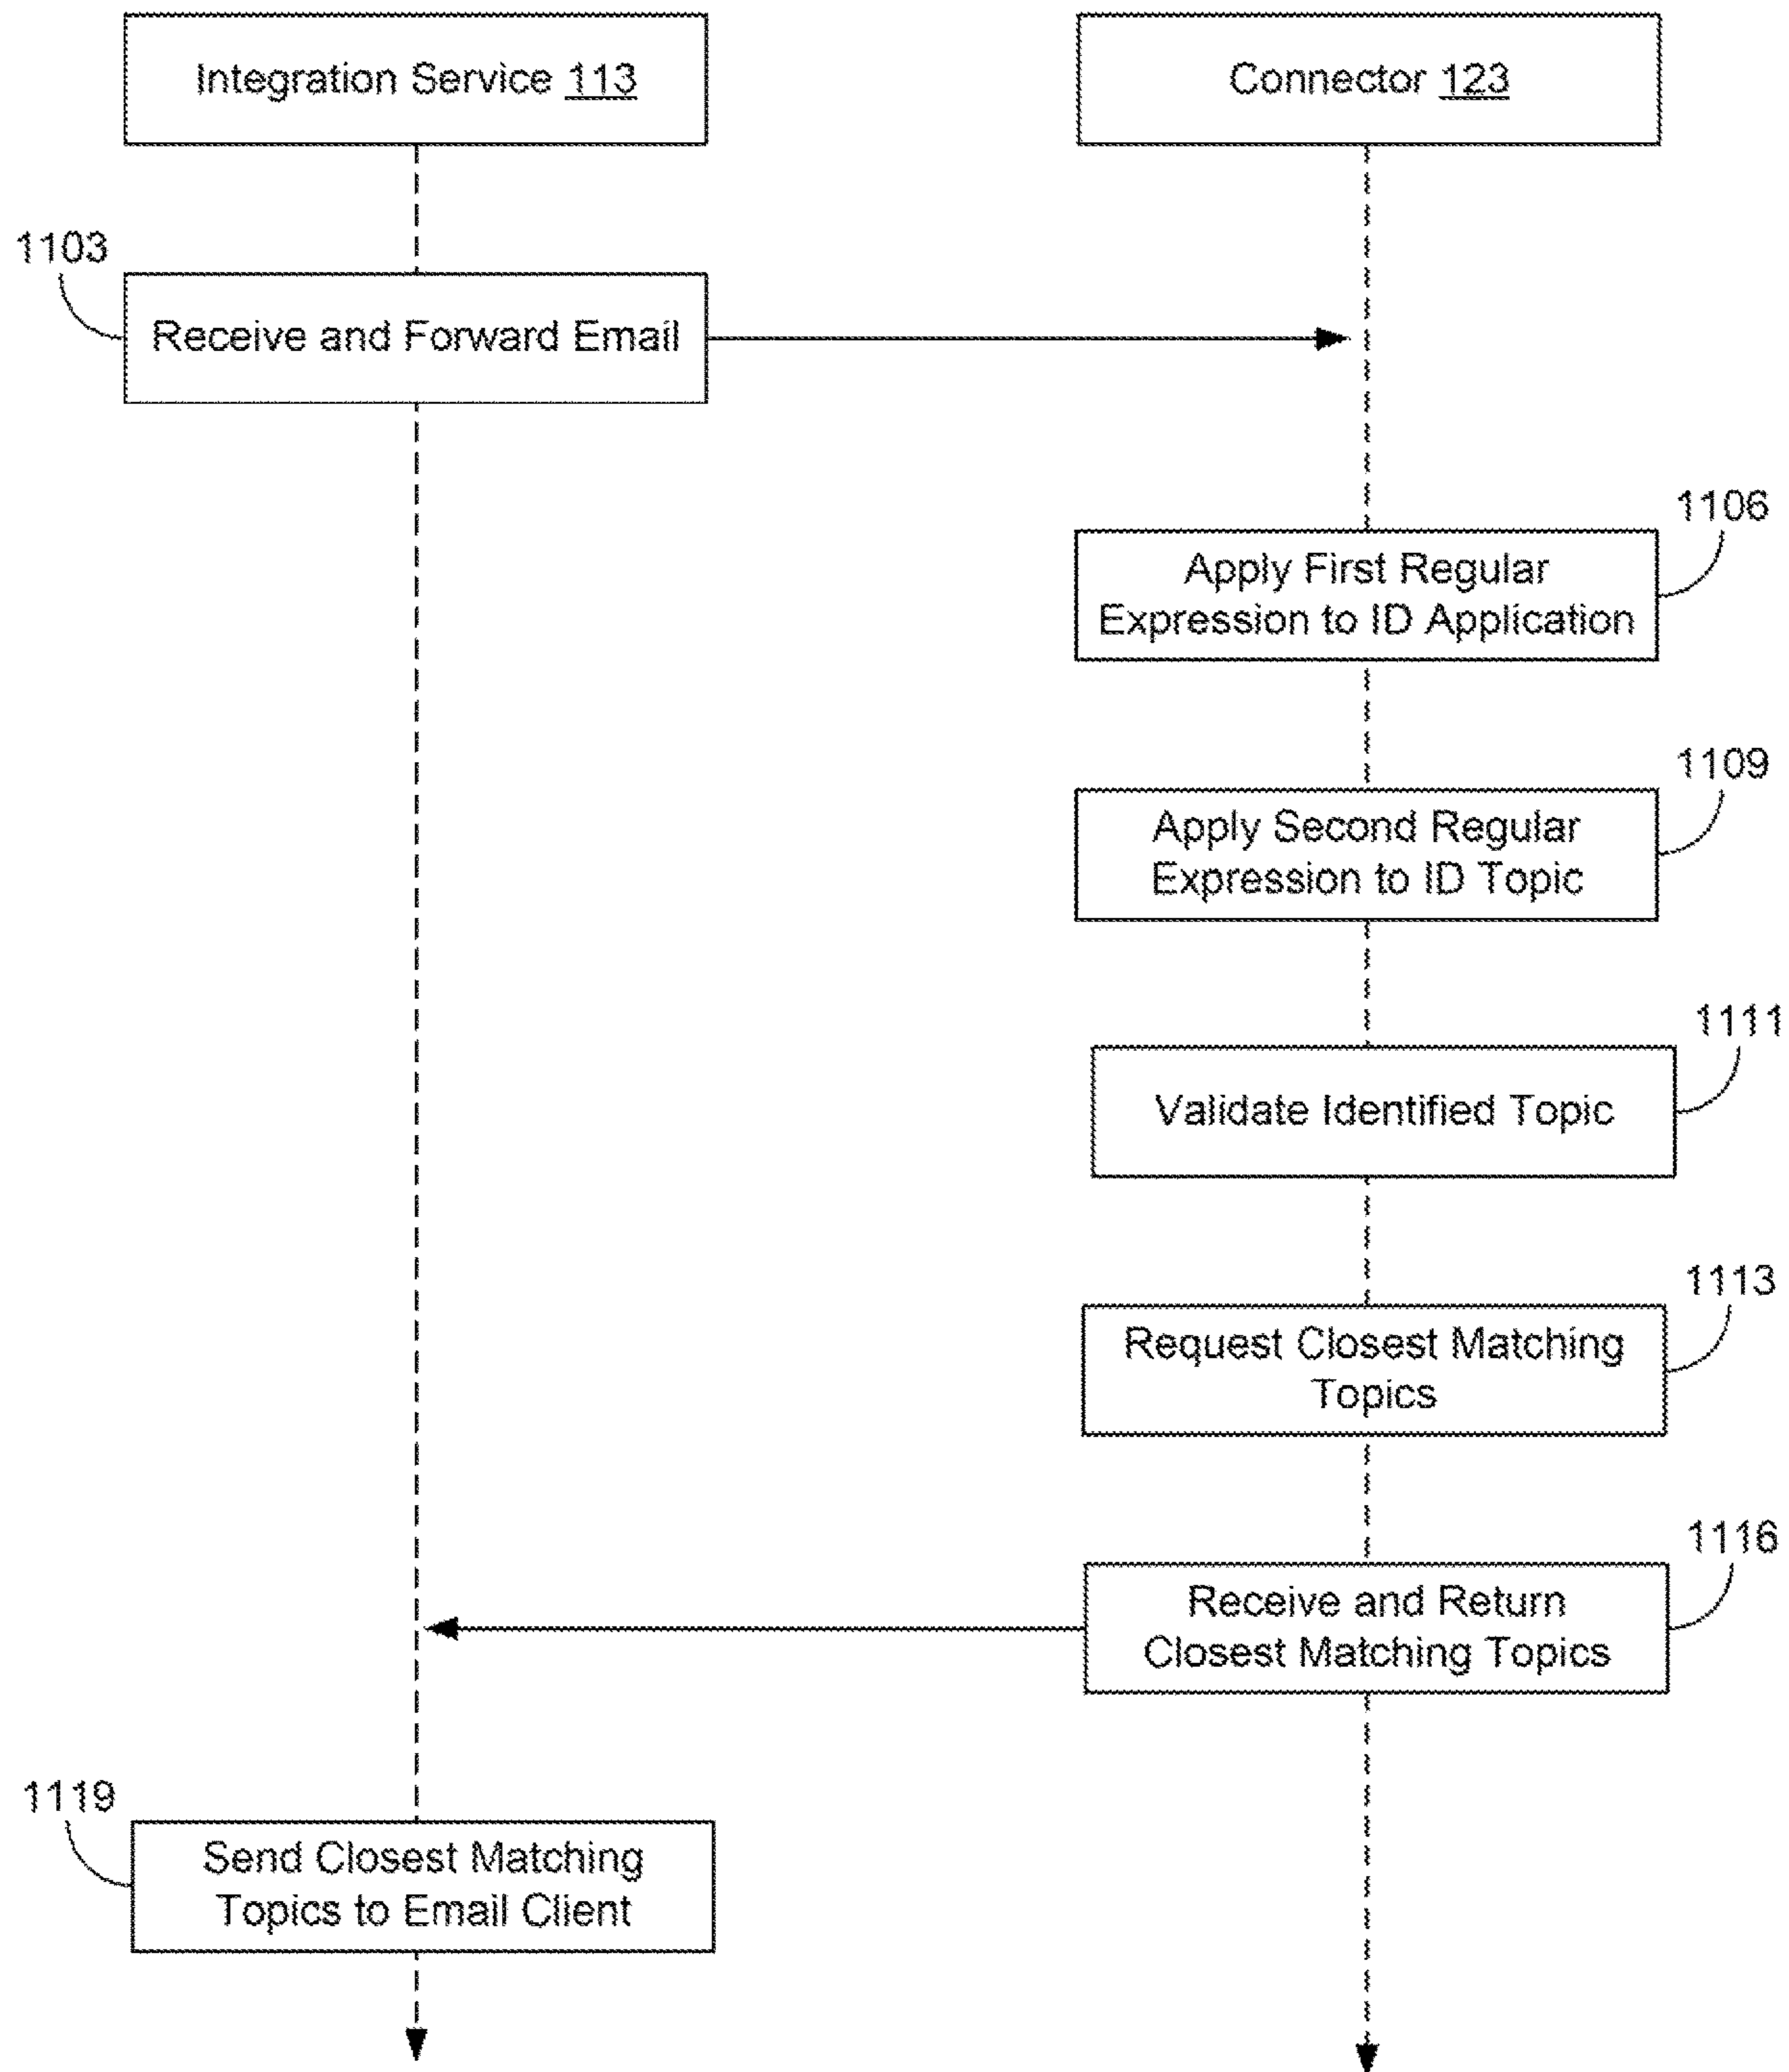 Integration Service 113
Connector 123
1103
Receive and Forward Email
1106
Apply First Regular
Expression to ID Application
1109
Apply Second Regular
Expression to ID Topic
1111
Validate Identified Topic
1113
Request Closest Matching
Topics
1116
Receive and Return
Closest Matching Topics
1119
Send Closest Matching
Topics to Email Client